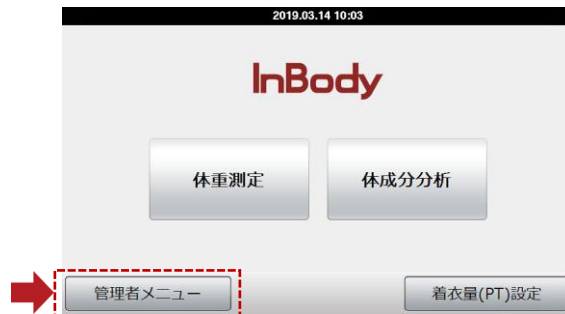 2019.03.14 10:03
InBody
体重測定
体成分分析
管理者メニュー
着衣量(PT)設定